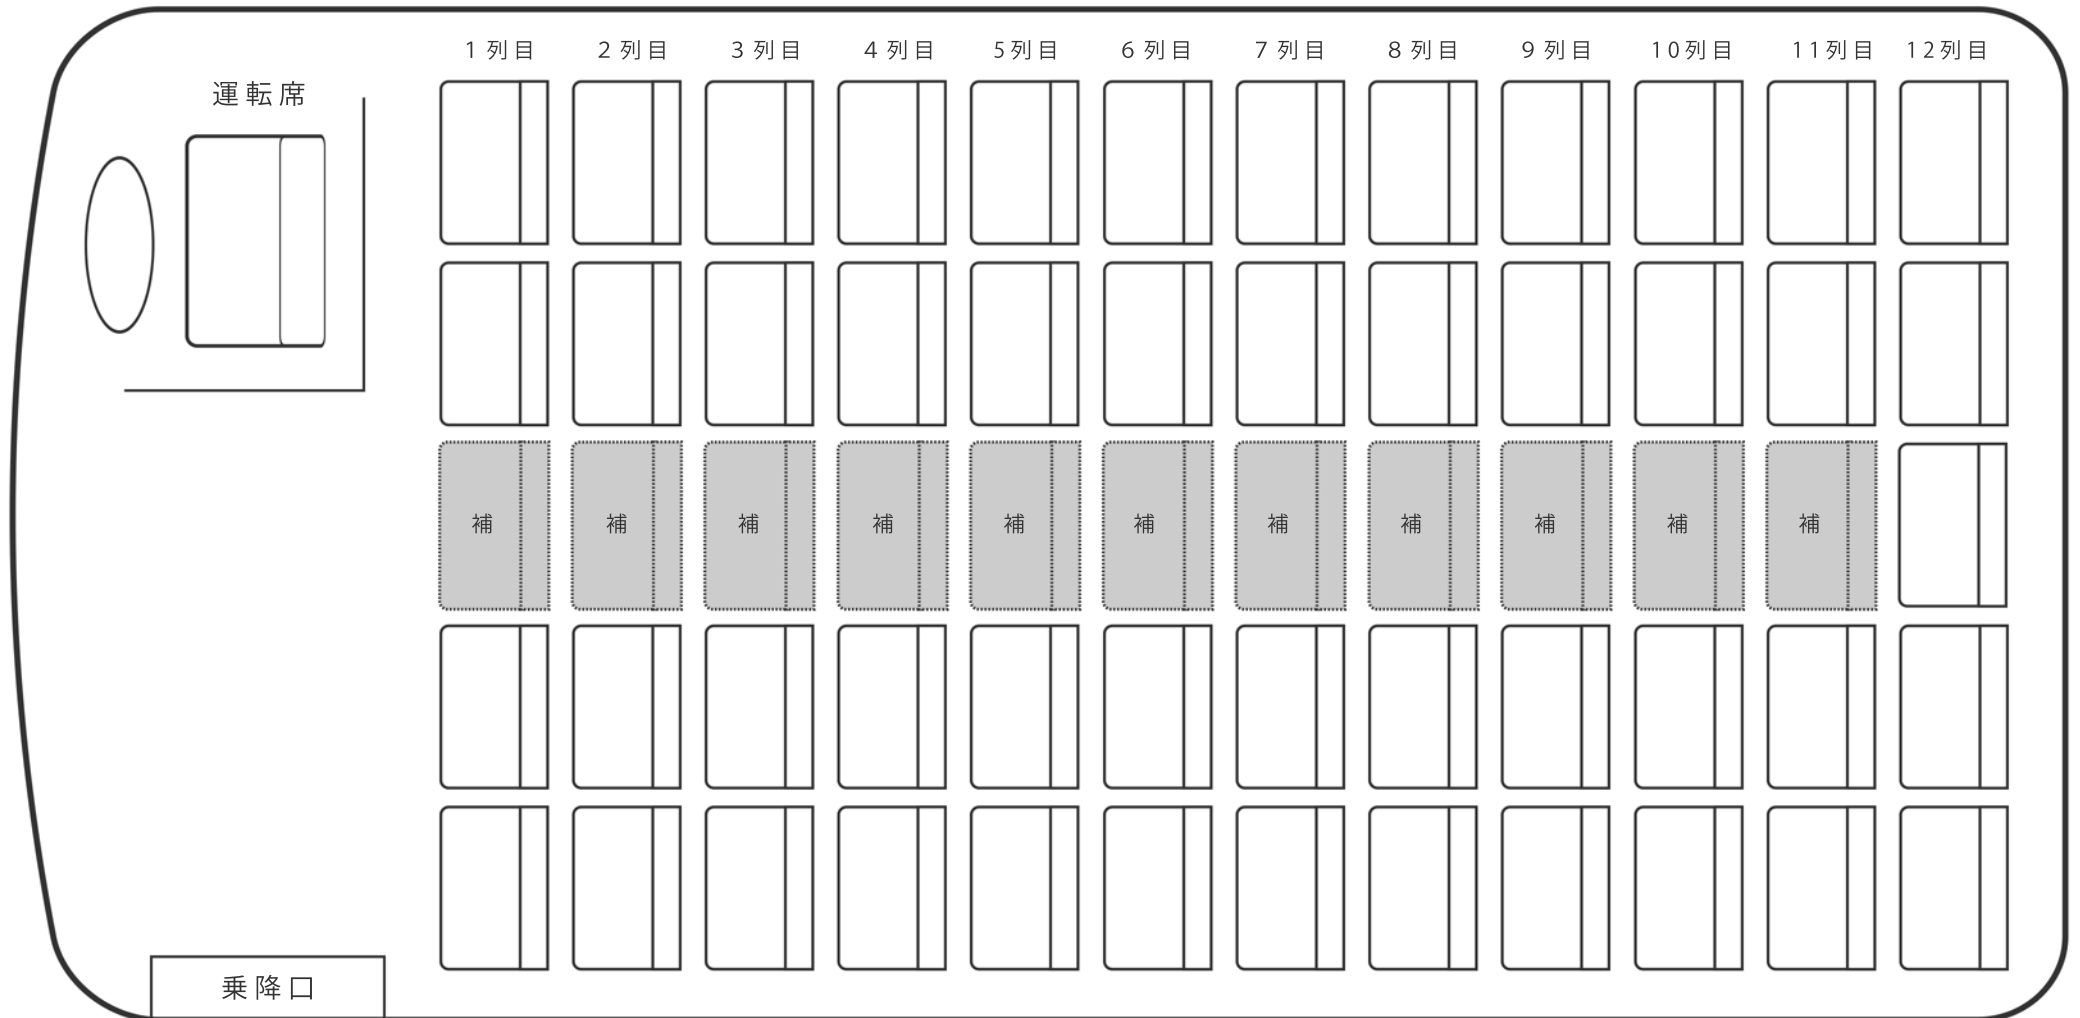 1列目 2列目 3列目 4列目 5列目 6列目 7列目 8列目 9列目 10列目 11列目 12列目
運転席
補 補 補 補 補 補 補 補 補 補 補
乗降口